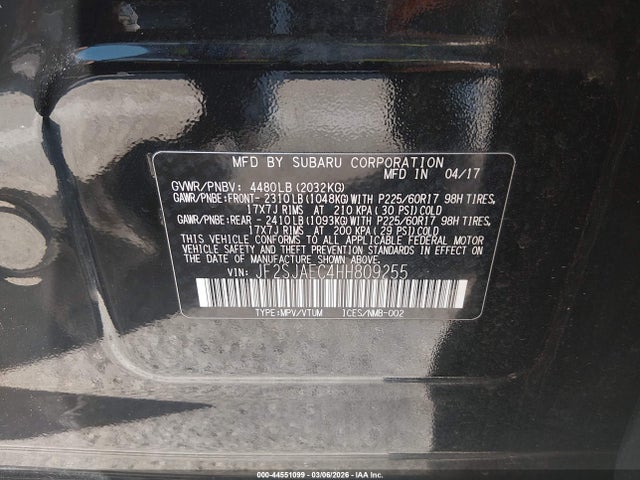 MFD BY SUBARU CORPORATION
04/17
GVWR/PNBV: 4480LB(2032KG)
GAWR/PNBE:FRONT- 2310LB(1048KG)WITH P225/60R17 98H TIRES,
17X7J RIMS AT 210 KPA(30 PSI)COLD
GAWR/PNBE:REAR -2410LB(1093KG)WITH P225/60R17 98H TIRES,
17X7J RIMS AT 200 KPA(29 PSI)COLD
THIS VEHICLE CONFORMS TO ALL APPLICABLE FEDERAL MOTOR
VEHICLE SAFETY AND THEFT PREVENTION STANDARDS IN EFFECT ON
THE DATE OF MANUFACTURE SHOWN ABOVE.
VIN: JF2SJAEC4HH809255
TYPE:MPV/VTUM ICES/NMB-002
000-44551099 - 03/06/2026 - IAA Inc.